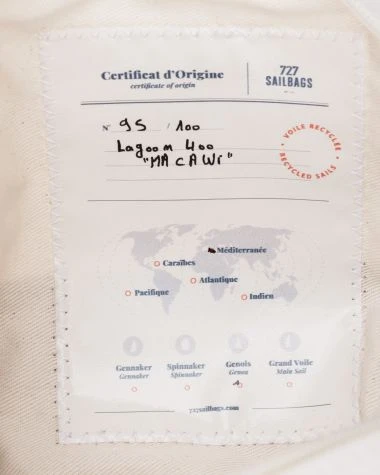 Certificat d'Origine
certificate of origin
727
SAILBAGS
N° 95 / 100
Lagoon 400
"MACAWI"
VOILE RECYCLÉE
RECYCLED SAILS
Méditerranée
Caraïbes
Atlantique
Pacifique
Indien
Gennaker Spinnaker Genois Grand Voile
Gennaker Spinnaker Genoa Main Sail
727sailbags.com